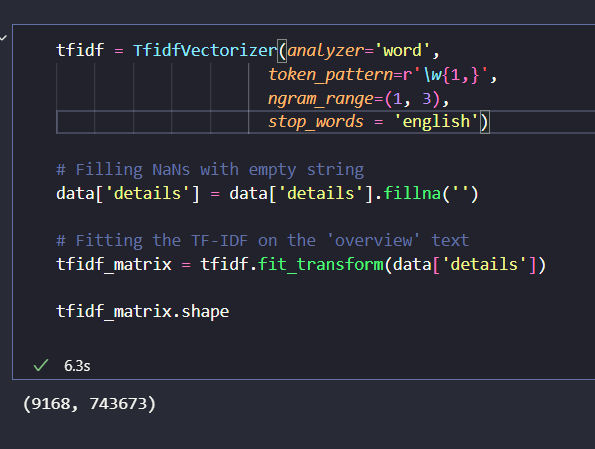 tfidf = TfidfVectorizer(analyzer='word',
token_pattern=r'\w{1,}',
ngram_range=(1, 3),
stop_words = 'english')
# Filling NaNs with empty string
data['details'] = data['details'].fillna('')
# Fitting the TF-IDF on the 'overview' text
tfidf_matrix = tfidf.fit_transform(data['details'])
tfidf_matrix.shape
6.3s
(9168, 743673)